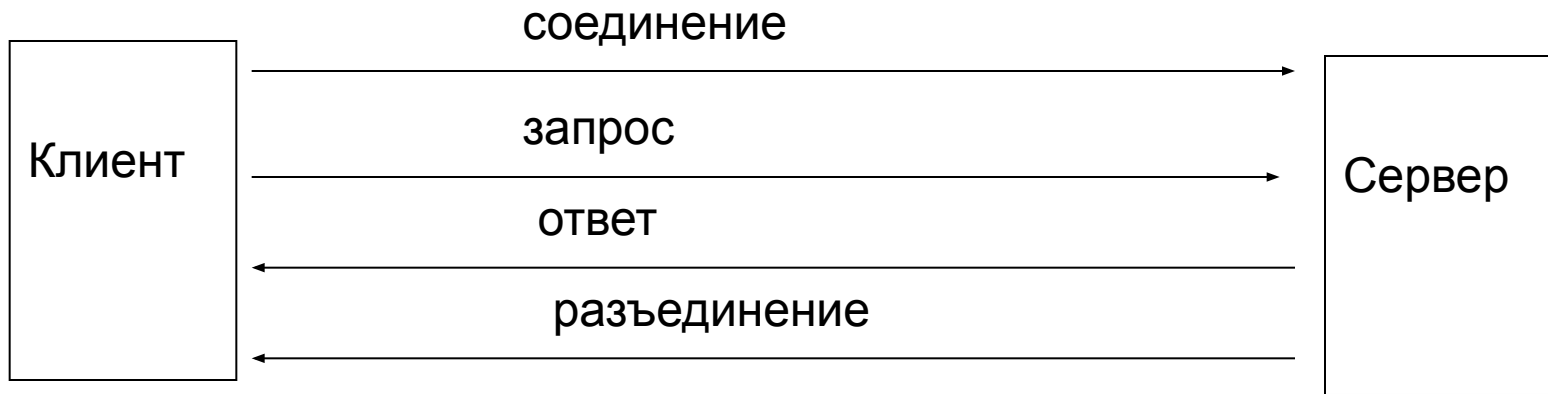 соединение
запрос
Клиент
Сервер
ответ
разъединение